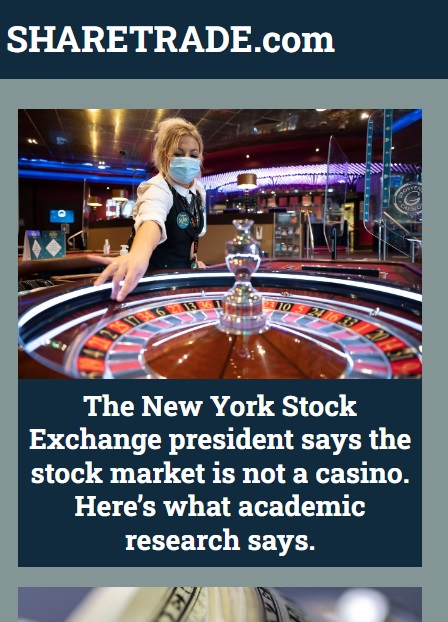 SHARETRADE.com
The New York Stock
Exchange president says the
stock market is not a casino.
Here’s what academic
research says.